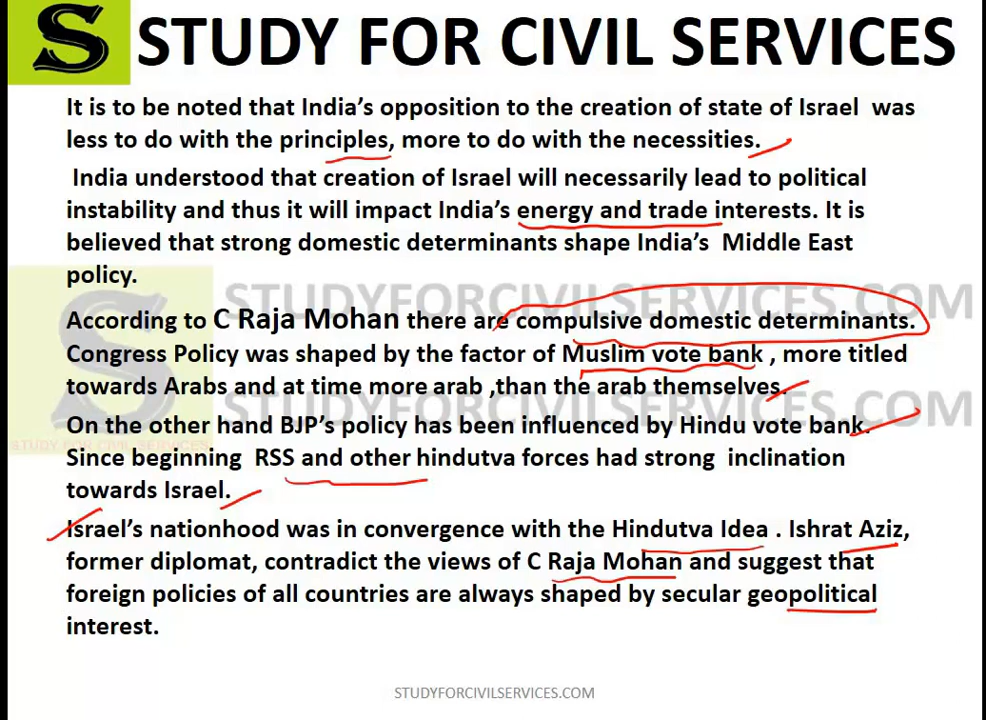 S STUDY FOR CIVIL SERVICES
It is to be noted that India's opposition to the creation of state of Israel was
less to do with the principles, more to do with the necessities.
India understood that creation of Israel will necessarily lead to political
instability and thus it will impact India's energy and trade interests. It is
believed that strong domestic determinants shape India's Middle East
policy.
STUDYFORCIVILSERVICES.COM
According to C Raja Mohan there are compulsive domestic determinants.
Congress Policy was shaped by the factor of Muslim vote bank , more titled
towards Arabs and at time more arab ,than the arab themselves.
STUDYFORCIVILSERVICES.COM
On the other hand BJP's policy has been influenced by Hindu vote bank.
STUDY FOR CIVIL SERVICES
Since beginning RSS and other hindutva forces had strong inclination
towards Israel.
Israel's nationhood was in convergence with the Hindutva Idea . Ishrat Aziz,
former diplomat, contradict the views of C Raja Mohan and suggest that
foreign policies of all countries are always shaped by secular geopolitical
interest.
STUDYFORCIVILSERVICES.COM